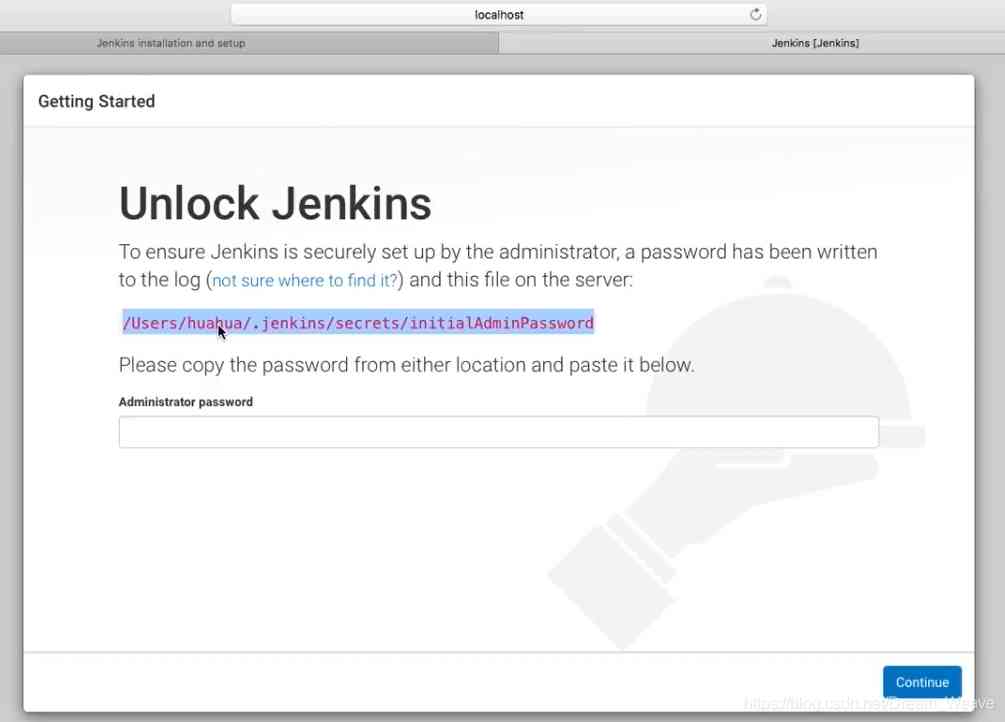 localhost
Jenkins installation and setup
Jenkins [Jenkins]
Getting Started
Unlock Jenkins
To ensure Jenkins is securely set up by the administrator, a password has been written
to the log (not sure where to find it?) and this file on the server:
/Users/huahua/.jenkins/secrets/initialAdminPassword
Please copy the password from either location and paste it below.
Administrator password
Continue
https://blog.csdn.net/Dream_Weave